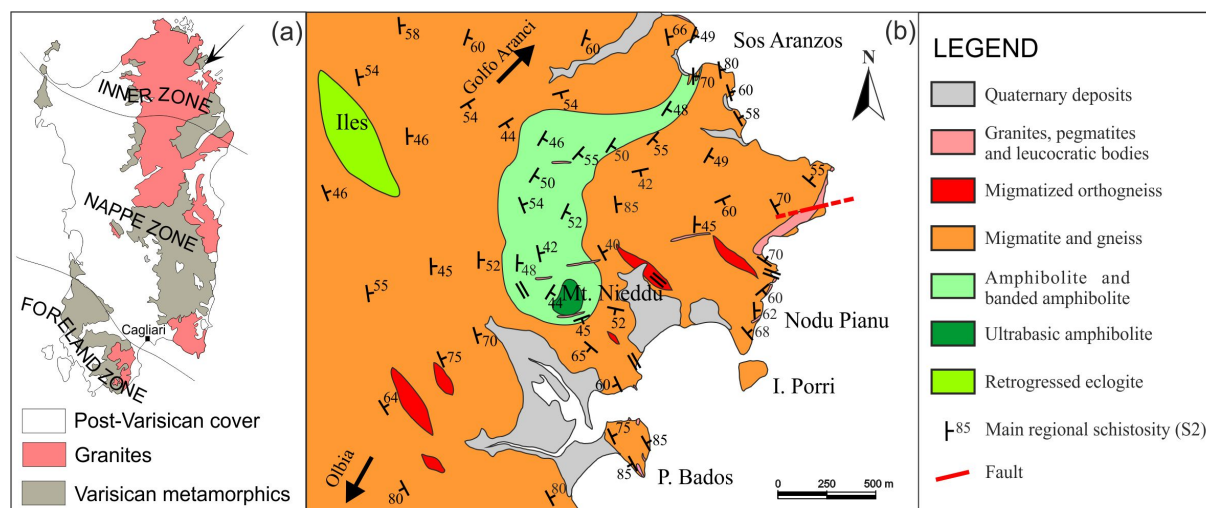 (a)
INNER ZONE
NAPPE ZONE
FORELAND ZONE
Cagliari
Post-Varisican cover
Granites
Varisican metamorphics
(b)
N
Sos Aranzos
Golfo Aranci
Iles
Mt. Nieddu
Nodu Pianu
I. Porri
P. Bados
Olbia
58
60
60
66
49
54
70
80
60
58
54
54
44
48
46
46
55
50
55
49
46
50
42
55
54
52
85
60
70
45
42
40
45
52
48
70
55
44
60
62
68
45
52
70
65
75
60
64
75
85
85
80
80
0
250
500 m
LEGEND
Quaternary deposits
Granites, pegmatites
and leucocratic bodies
Migmatized orthogneiss
Migmatite and gneiss
Amphibolite and
banded amphibolite
Ultrabasic amphibolite
Retrogressed eclogite
85 Main regional schistosity (S2)
Fault